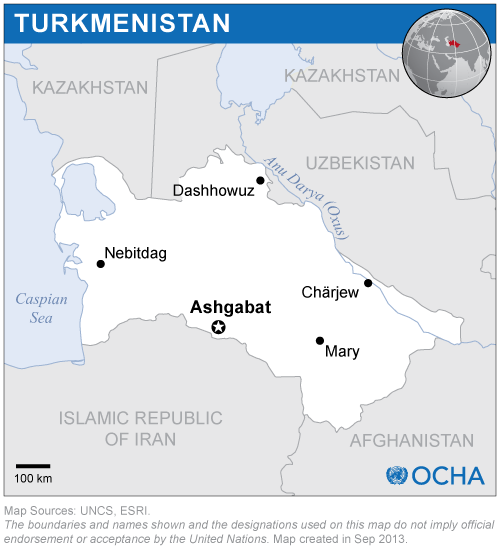 TURKMENISTAN
KAZAKHSTAN
KAZAKHSTAN
UZBEKISTAN
Anu Darya (Oxus)
Dashhowuz
Nebitdag
Caspian
Sea
Ashgabat
Chärjew
Mary
ISLAMIC REPUBLIC
OF IRAN
AFGHANISTAN
100 km
OCHA
Map Sources: UNCS, ESRI.
The boundaries and names shown and the designations used on this map do not imply official
endorsement or acceptance by the United Nations. Map created in Sep 2013.